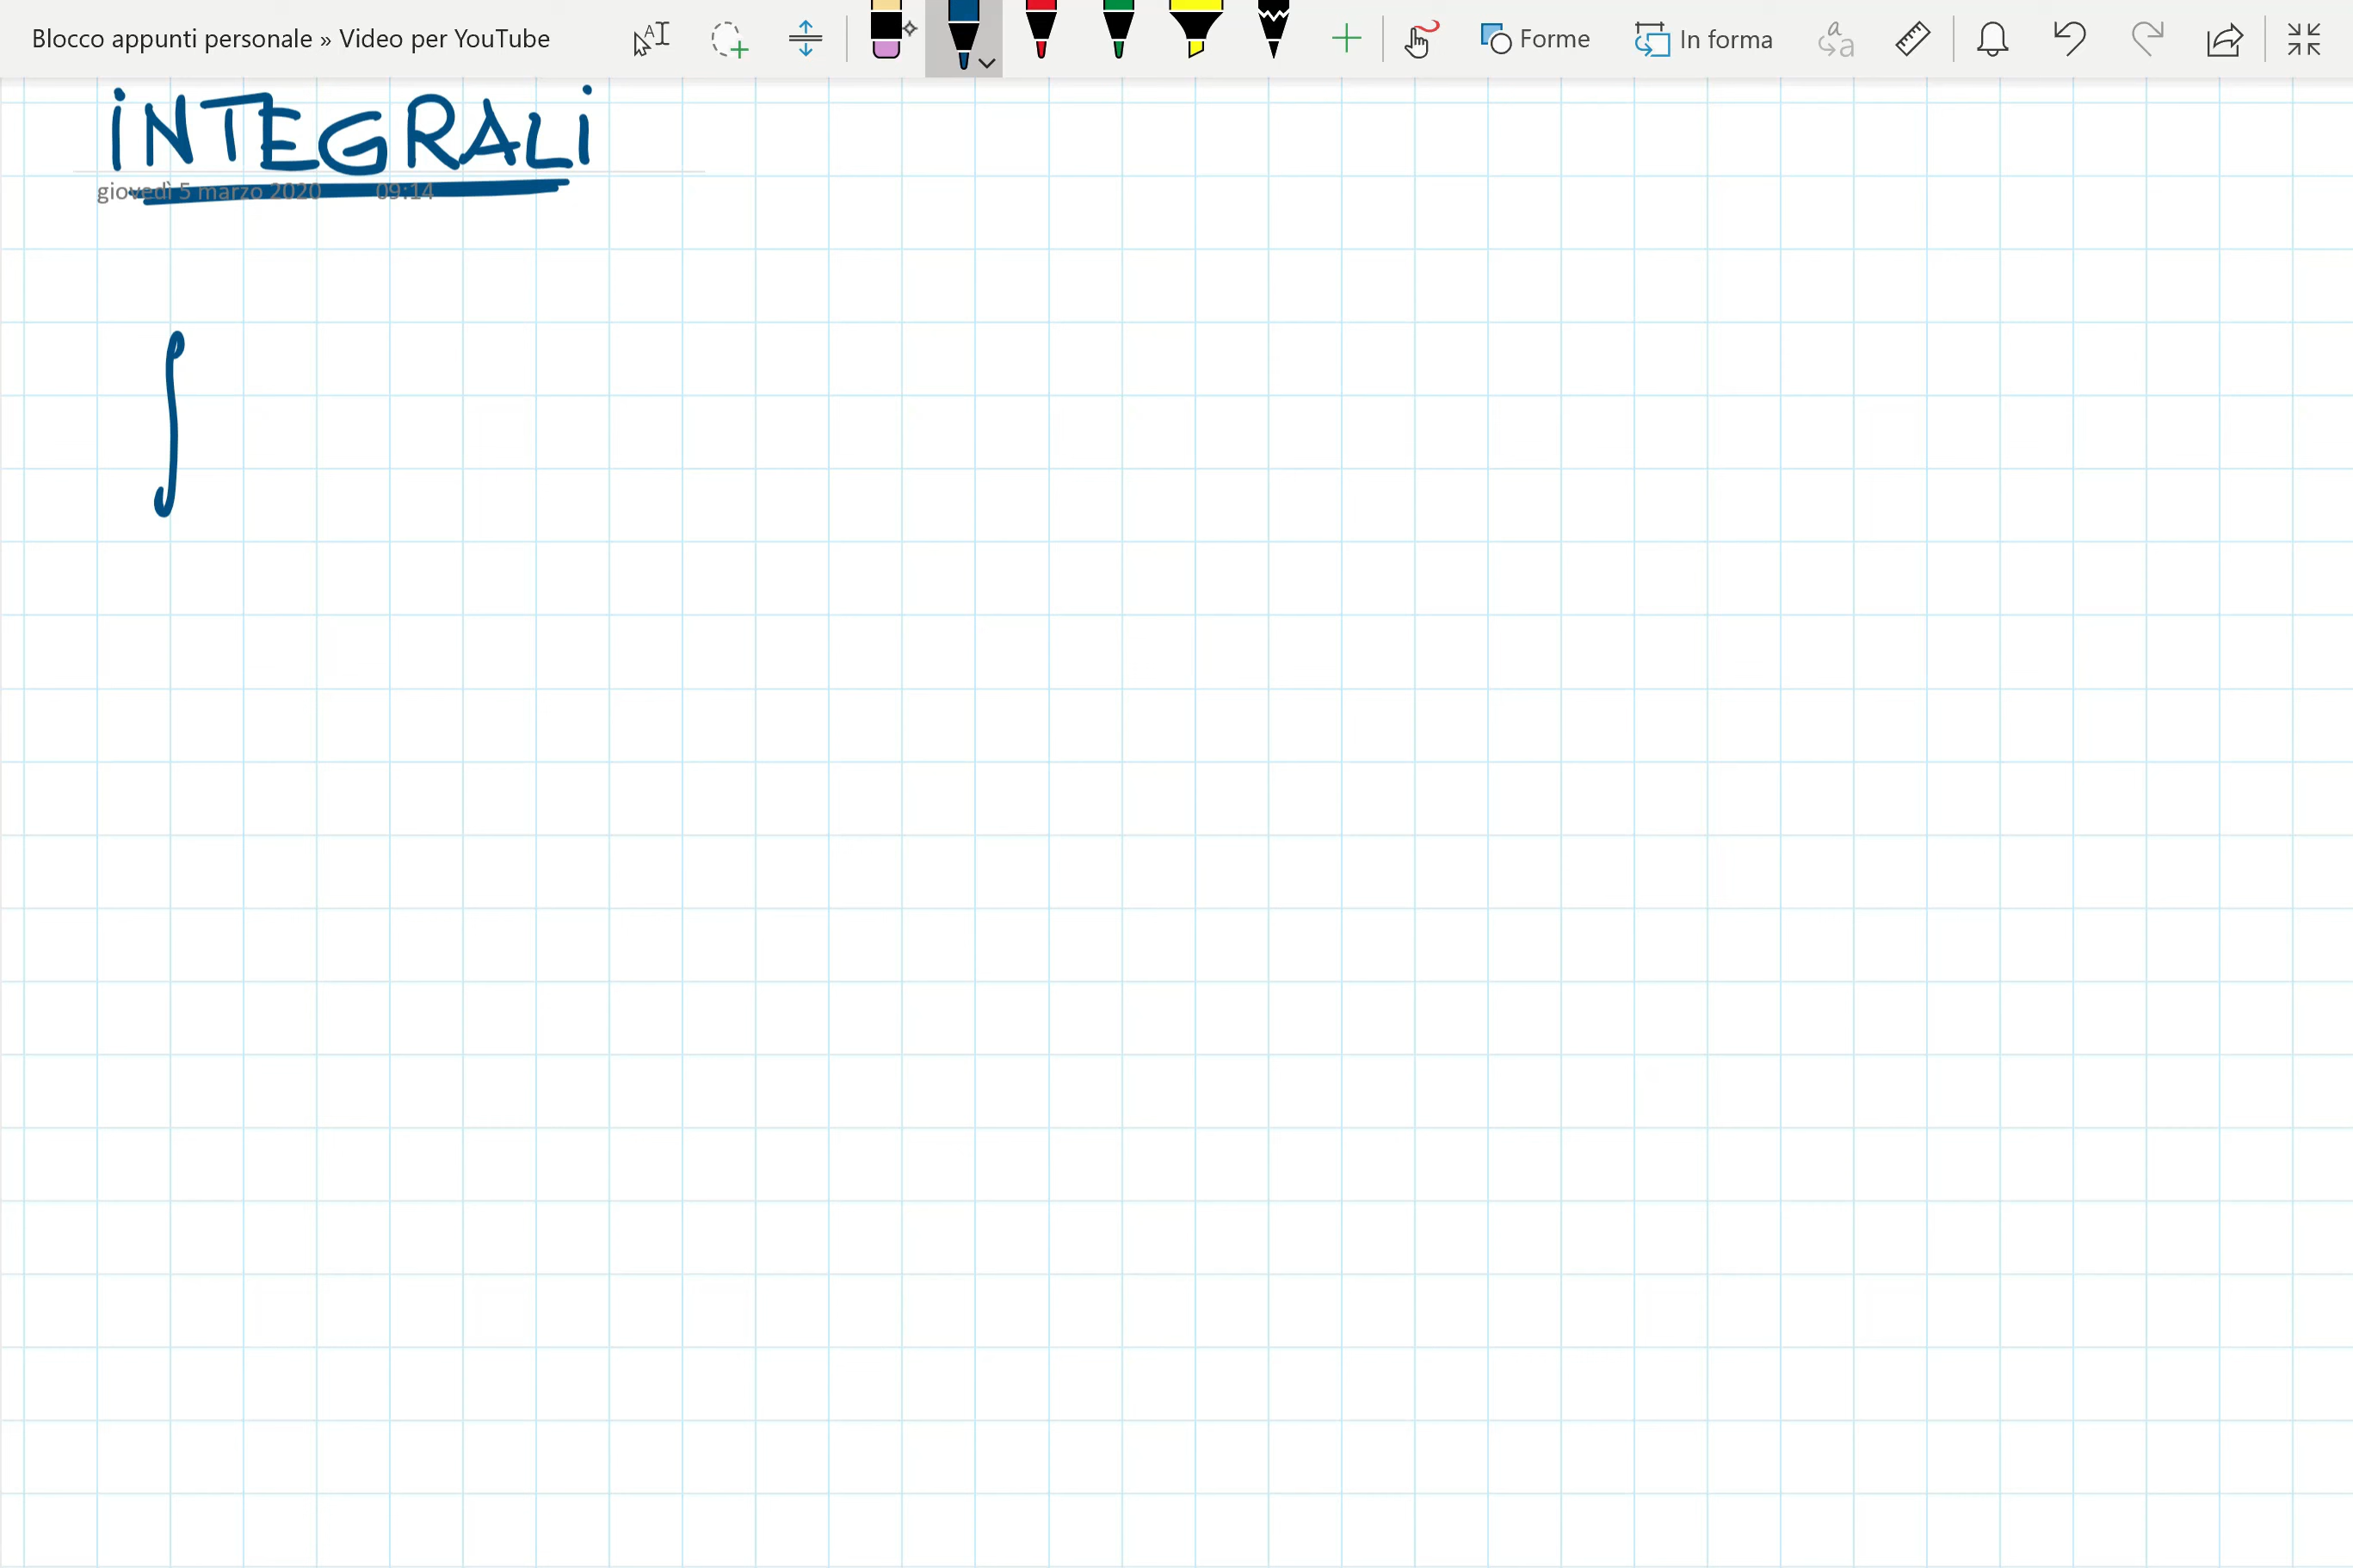 Blocco appunti personale » Video per YouTube
Forme
In forma
INTEGRALI
giovedì 5 marzo 2020 09:14
∫